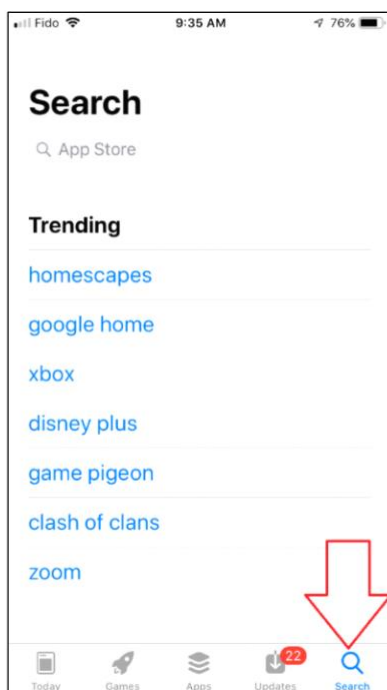 Fido 9:35 AM 76%
Search
App Store
Trending
homescapes
google home
xbox
disney plus
game pigeon
clash of clans
zoom
22
Today Games Apps Updates Search